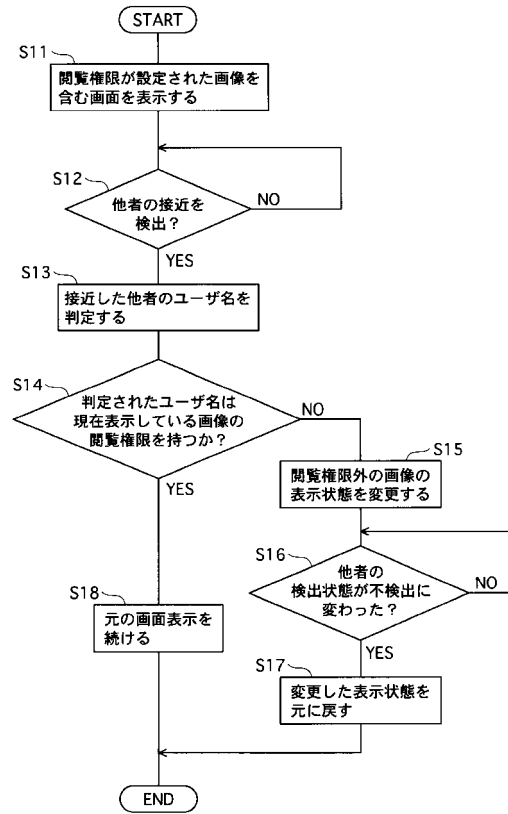 START
S11
閲覧権限が設定された画像を
含む画面を表示する
S12
他者の接近を
検出？
NO
YES
S13
接近した他者のユーザ名を
判定する
S14
判定されたユーザ名は
現在表示している画像の
閲覧権限を持つか？
NO
YES
S15
閲覧権限外の画像の
表示状態を変更する
S16
他者の
検出状態が不検出に
変わった？
NO
YES
S18
元の画面表示を
続ける
S17
変更した表示状態を
元に戻す
END